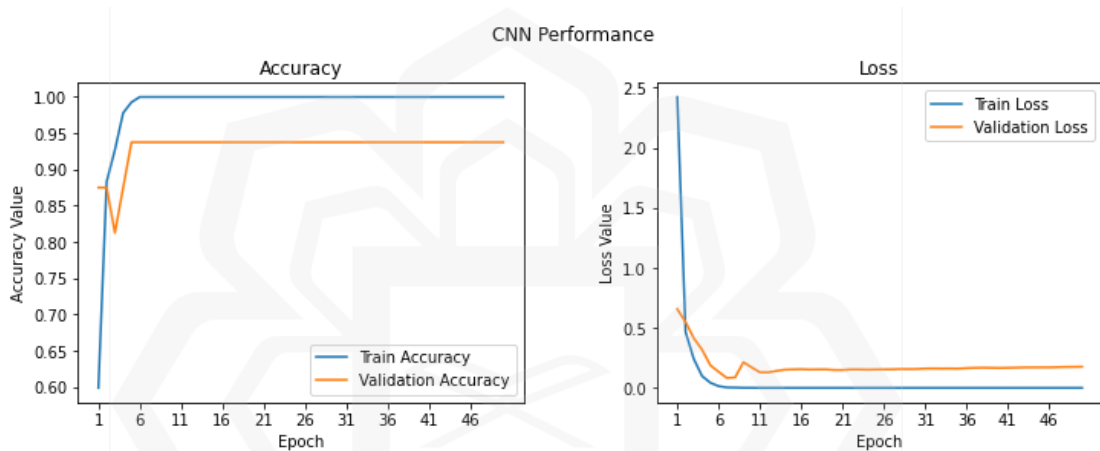 CNN Performance
Accuracy
1.00
0.95
0.90
0.85
0.80
0.75
0.70
0.65
0.60
Accuracy Value
Train Accuracy
Validation Accuracy
1 6 11 16 21 26 31 36 41 46
Epoch
Loss
2.5
2.0
1.5
1.0
0.5
0.0
Loss Value
Train Loss
Validation Loss
1 6 11 16 21 26 31 36 41 46
Epoch